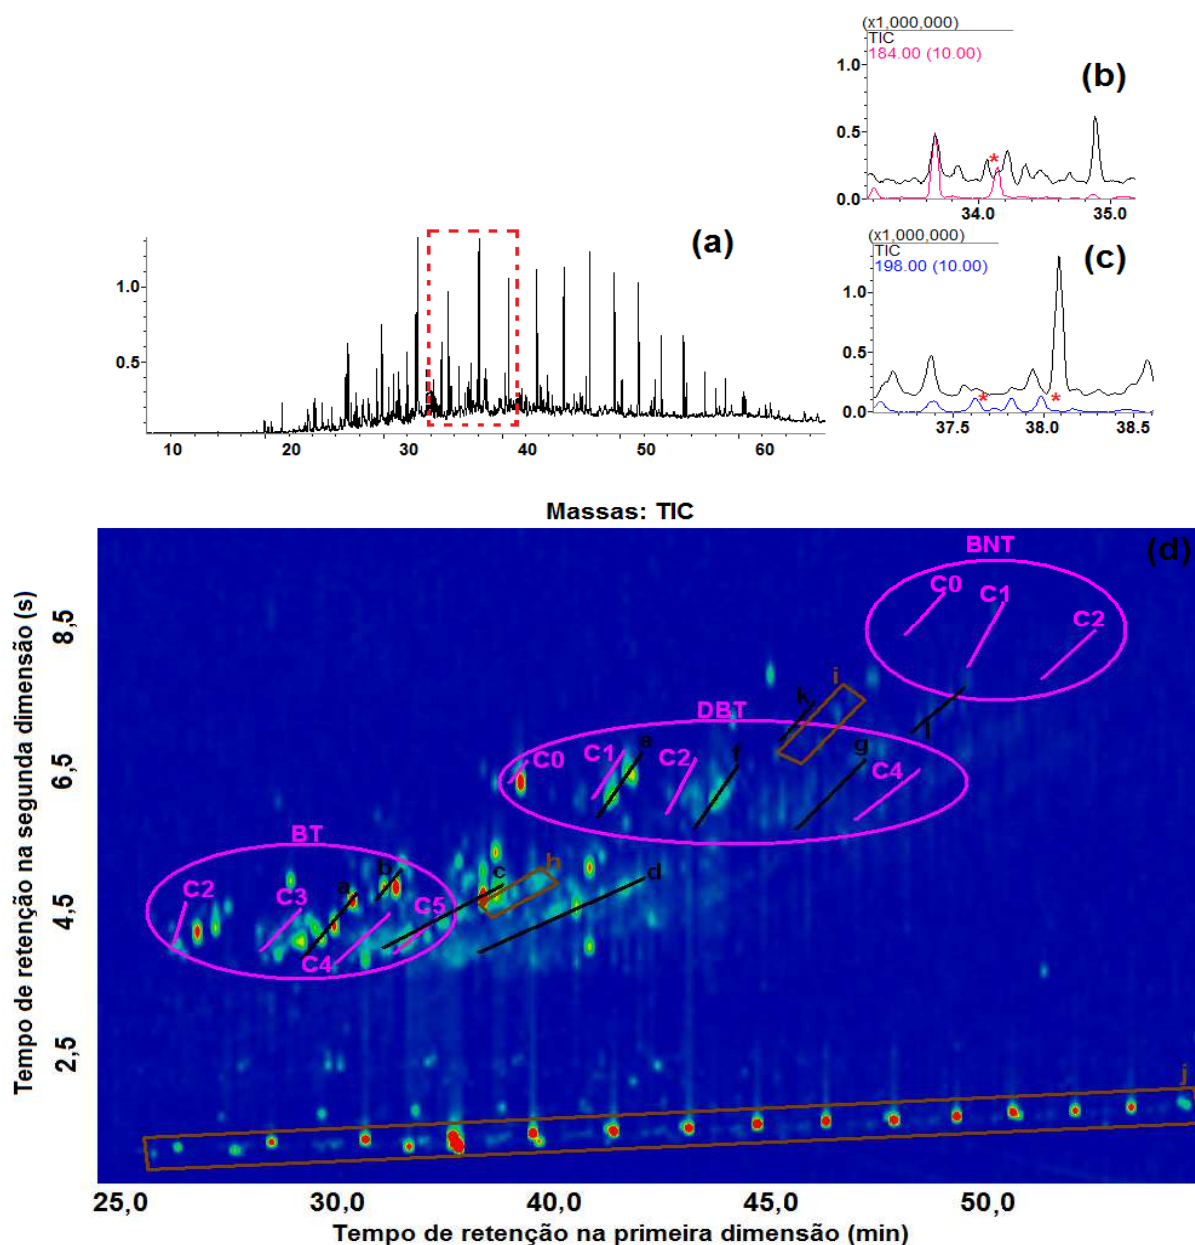 (x1,000,000)
TIC
184.00 (10.00)
(b)
1.0
0.5
0.0
*
34.0
35.0
(a)
1.0
0.5
10
20
30
40
50
60
(x1,000,000)
TIC
198.00 (10.00)
(c)
1.0
0.5
0.0
*
*
37.5
38.0
38.5
Massas: TIC
(d)
BNT
C0
C1
C2
DBT
C0
C1
e
C2
f
g
C4
k
i
l
BT
C2
C3
a
b
C4
C5
c
h
d
j
Tempo de retenção na segunda dimensão (s)
8,5
6,5
4,5
2,5
25,0
30,0
40,0
45,0
50,0
Tempo de retenção na primeira dimensão (min)